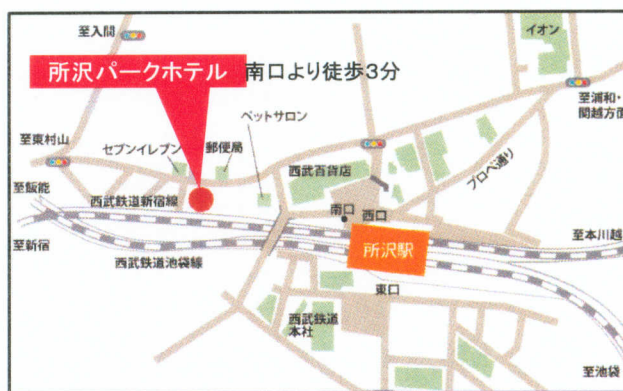 至入間
イオン
所沢パークホテル
南口より徒歩3分
至浦和・
関越方面
ペットサロン
至東村山
セブンイレブン
郵便局
西武百貨店
プロペ通り
至飯能
西武鉄道新宿線
南口
西口
至新宿
西武鉄道池袋線
所沢駅
至本川越
東口
西武鉄道
本社
至池袋